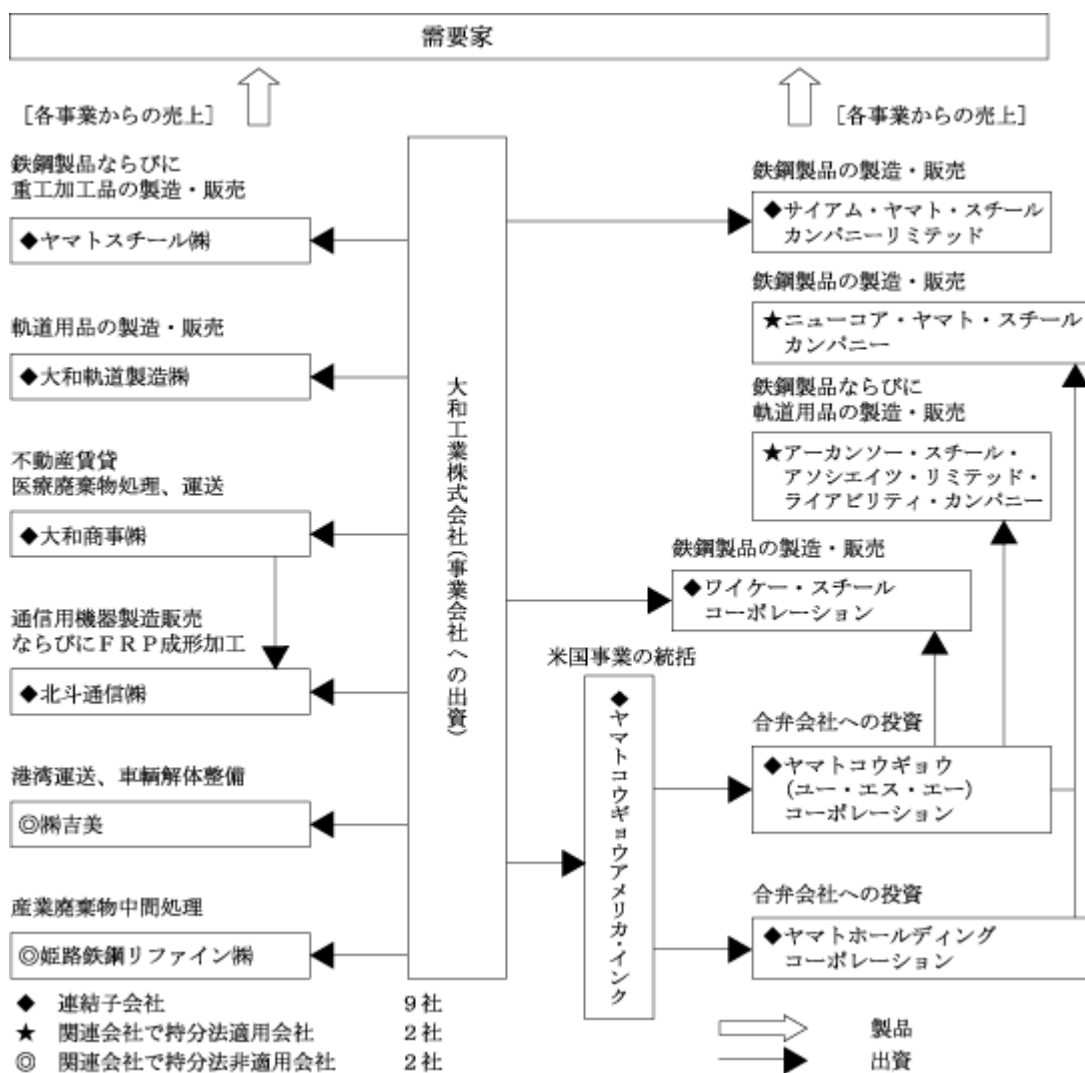 需要家
[各事業からの売上]
[各事業からの売上]
鉄鋼製品ならびに
重工加工品の製造・販売
◆ヤマトスチール㈱
軌道用品の製造・販売
◆大和軌道製造㈱
不動産賃貸
医療廃棄物処理、運送
◆大和商事㈱
通信用機器製造販売
ならびにＦＲＰ成形加工
◆北斗通信㈱
港湾運送、車輌解体整備
◎㈱吉美
産業廃棄物中間処理
◎姫路鉄鋼リファイン㈱
大和工業株式会社(事業会社への出資)
鉄鋼製品の製造・販売
◆サイアム・ヤマト・スチール
カンパニーリミテッド
鉄鋼製品の製造・販売
★ニューコア・ヤマト・スチール
カンパニー
鉄鋼製品ならびに
軌道用品の製造・販売
★アーカンソー・スチール・
アソシエイツ・リミテッド・
ライアビリティ・カンパニー
鉄鋼製品の製造・販売
◆ワイケー・スチール
コーポレーション
米国事業の統括
◆ヤマトコウギョウアメリカ・インク
合弁会社への投資
◆ヤマトコウギョウ
(ユー・エス・エー)
コーポレーション
合弁会社への投資
◆ヤマトホールディング
コーポレーション
◆ 連結子会社 9社
★ 関連会社で持分法適用会社 2社
◎ 関連会社で持分法非適用会社 2社
製品
出資